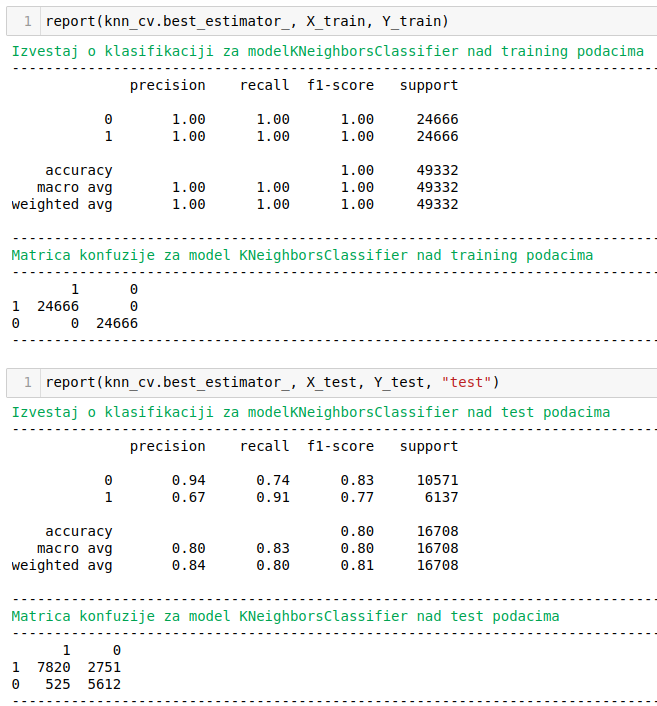 1 report(knn_cv.best_estimator_, X_train, Y_train)
Izvestaj o klasifikaciji za modelKNeighborsClassifier nad training podacima
--------------------------------------------------------------------------------
precision recall f1-score support
0 1.00 1.00 1.00 24666
1 1.00 1.00 1.00 24666
accuracy 1.00 49332
macro avg 1.00 1.00 1.00 49332
weighted avg 1.00 1.00 1.00 49332
--------------------------------------------------------------------------------
Matrica konfuzije za model KNeighborsClassifier nad training podacima
--------------------------------------------------------------------------------
1 0
1 24666 0
0 0 24666
--------------------------------------------------------------------------------
1 report(knn_cv.best_estimator_, X_test, Y_test, "test")
Izvestaj o klasifikaciji za modelKNeighborsClassifier nad test podacima
--------------------------------------------------------------------------------
precision recall f1-score support
0 0.94 0.74 0.83 10571
1 0.67 0.91 0.77 6137
accuracy 0.80 16708
macro avg 0.80 0.83 0.80 16708
weighted avg 0.84 0.80 0.81 16708
--------------------------------------------------------------------------------
Matrica konfuzije za model KNeighborsClassifier nad test podacima
--------------------------------------------------------------------------------
1 0
1 7820 2751
0 525 5612
--------------------------------------------------------------------------------